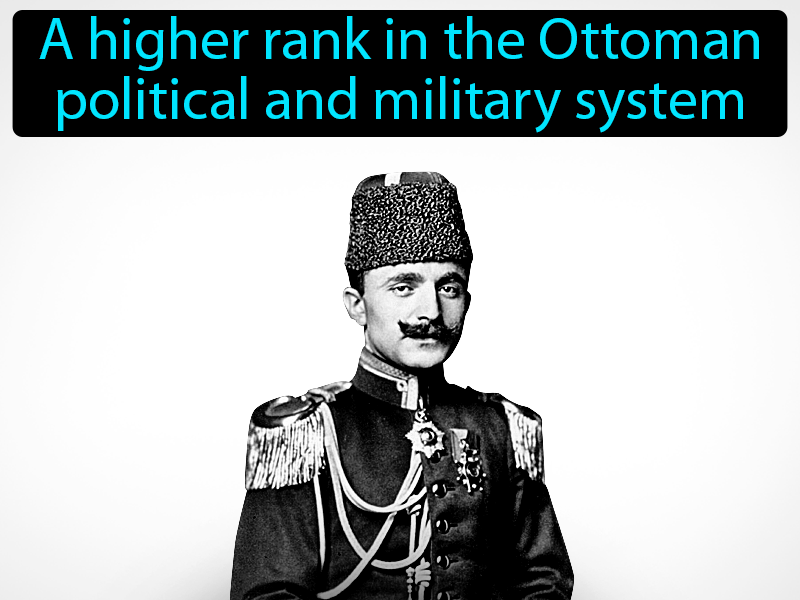 A higher rank in the Ottoman
political and military system